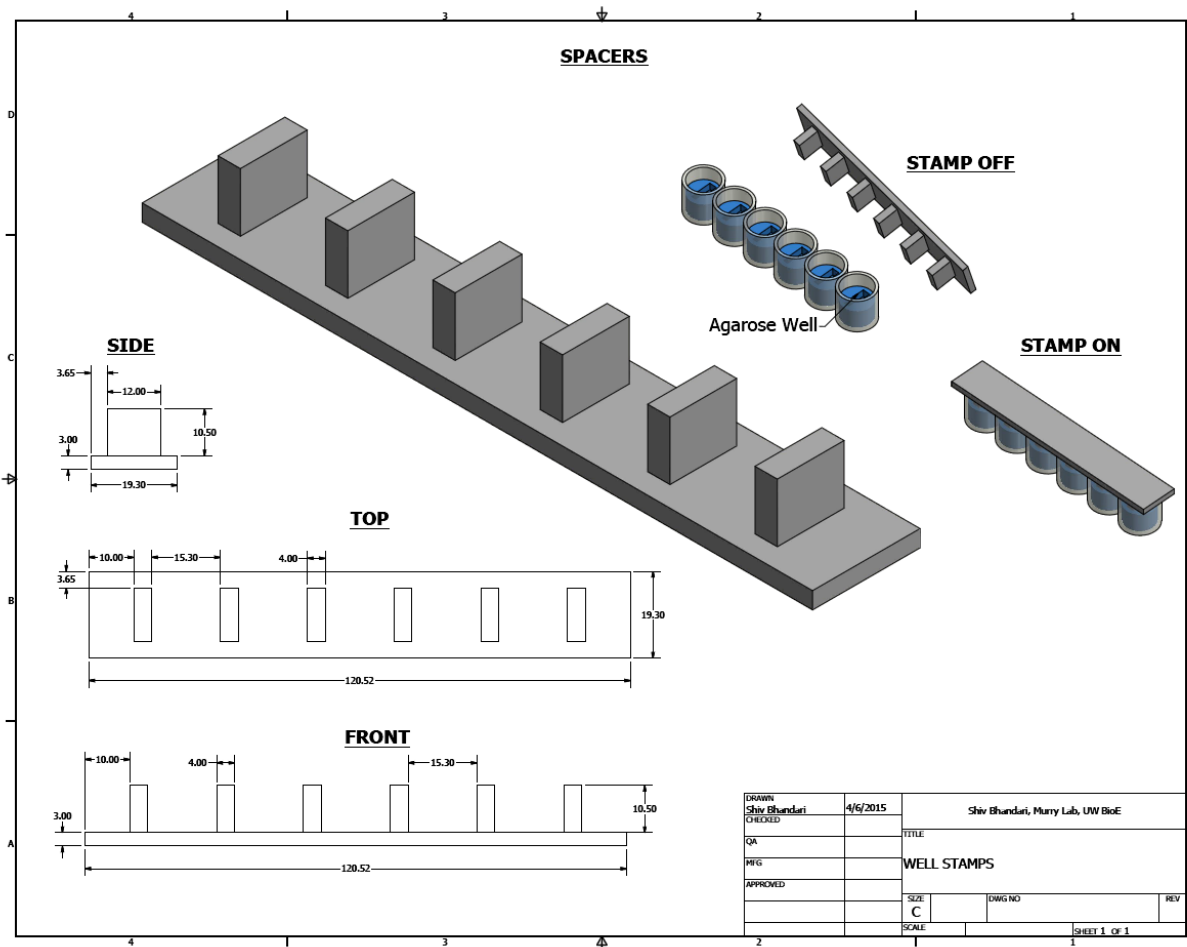 4 3 2 1
SPACERS
D
STAMP OFF
Agarose Well
STAMP ON
C
SIDE
3.65
12.00
10.50
3.00
19.30
TOP
10.00 15.30 4.00
3.65
B
19.30
120.52
FRONT
10.00 4.00 15.30
10.50
3.00
A
120.52
DRAWN
Shiv Bhandari 4/6/2015
Shiv Bhandari, Murry Lab, UW BioE
CHECKED
TITLE
QA
MFG
WELL STAMPS
APPROVED
SIZE DWG NO REV
C
SCALE
SHEET 1 OF 1
4 3 2 1